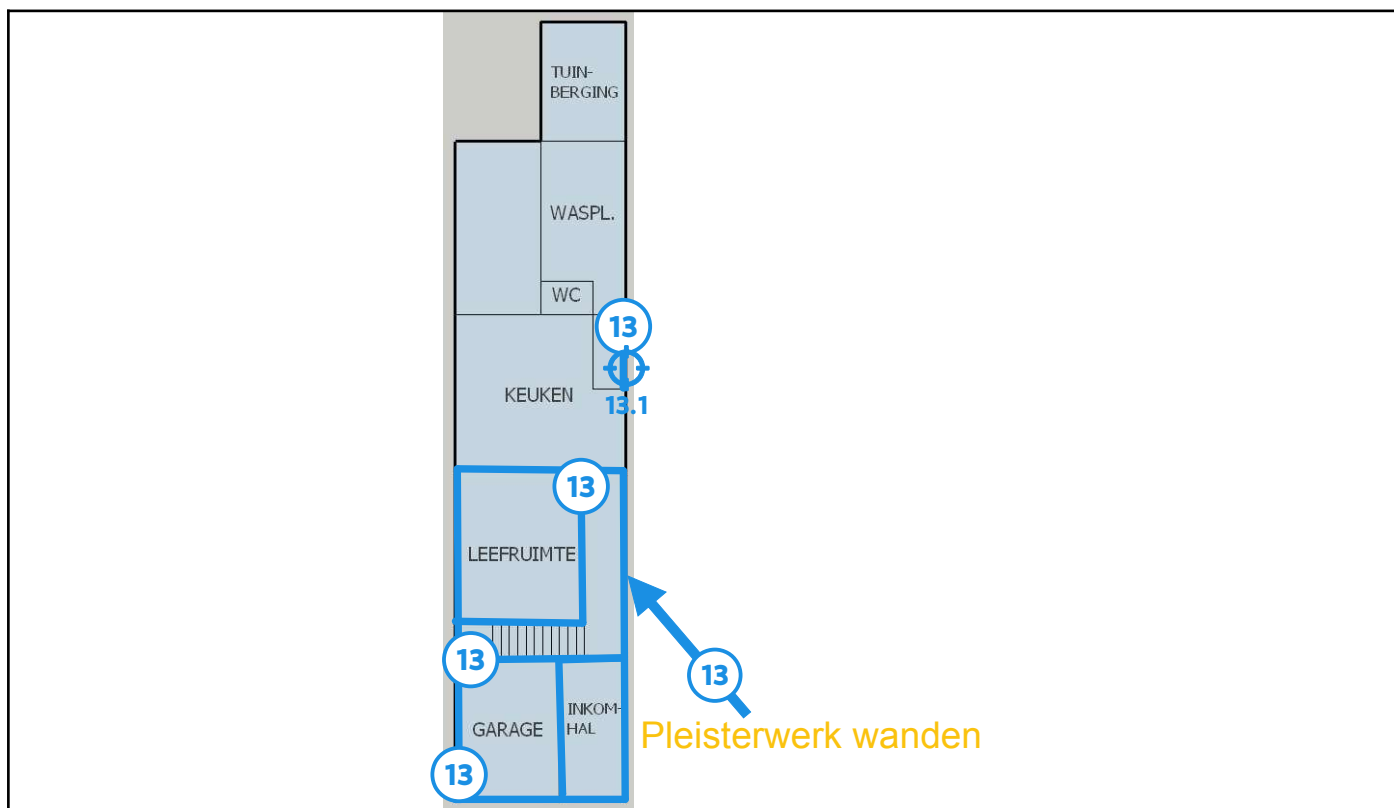 TUIN-
BERGING
WASPL.
WC
13
KEUKEN
13.1
13
LEEFRUIMTE
13
13
GARAGE
INKOM-
HAL
Pleisterwerk wanden
13